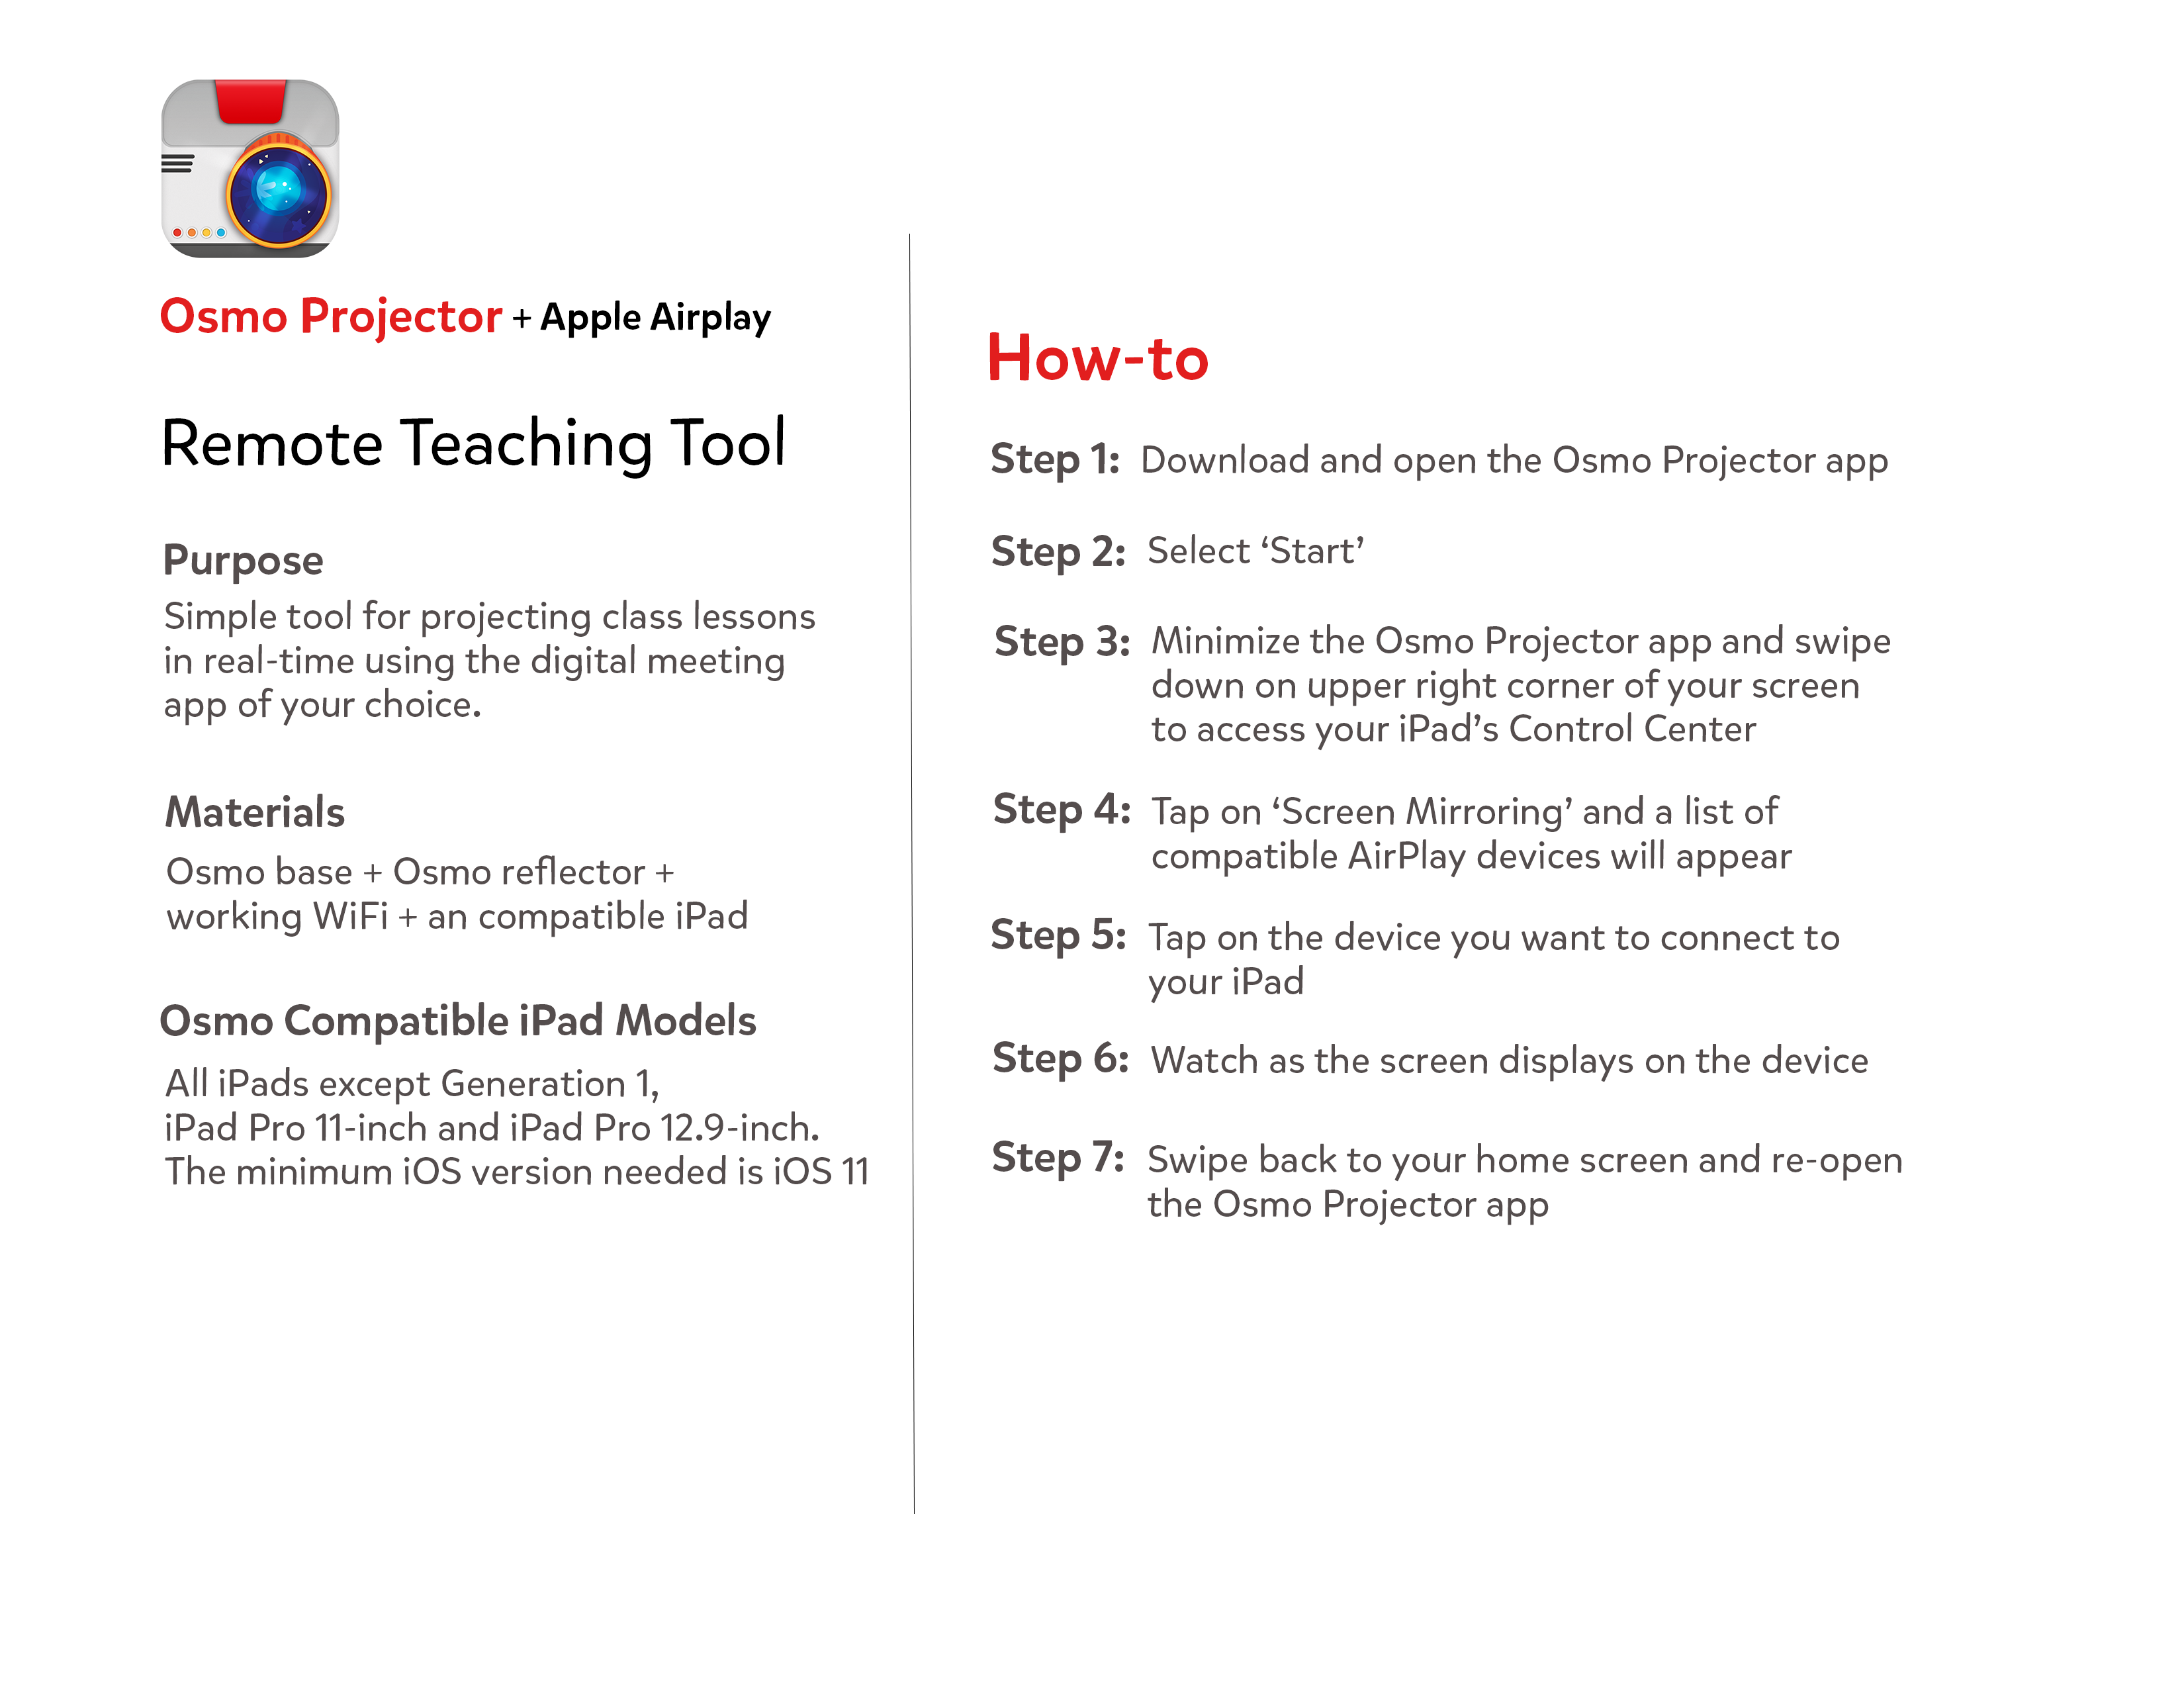 Osmo Projector + Apple Airplay
Remote Teaching Tool
Purpose
Simple tool for projecting class lessons
in real-time using the digital meeting
app of your choice.
Materials
Osmo base + Osmo reflector +
working WiFi + an compatible iPad
Osmo Compatible iPad Models
All iPads except Generation 1,
iPad Pro 11-inch and iPad Pro 12.9-inch.
The minimum iOS version needed is iOS 11
How-to
Step 1: Download and open the Osmo Projector app
Step 2: Select ‘Start’
Step 3: Minimize the Osmo Projector app and swipe
down on upper right corner of your screen
to access your iPad’s Control Center
Step 4: Tap on ‘Screen Mirroring’ and a list of
compatible AirPlay devices will appear
Step 5: Tap on the device you want to connect to
your iPad
Step 6: Watch as the screen displays on the device
Step 7: Swipe back to your home screen and re-open
the Osmo Projector app